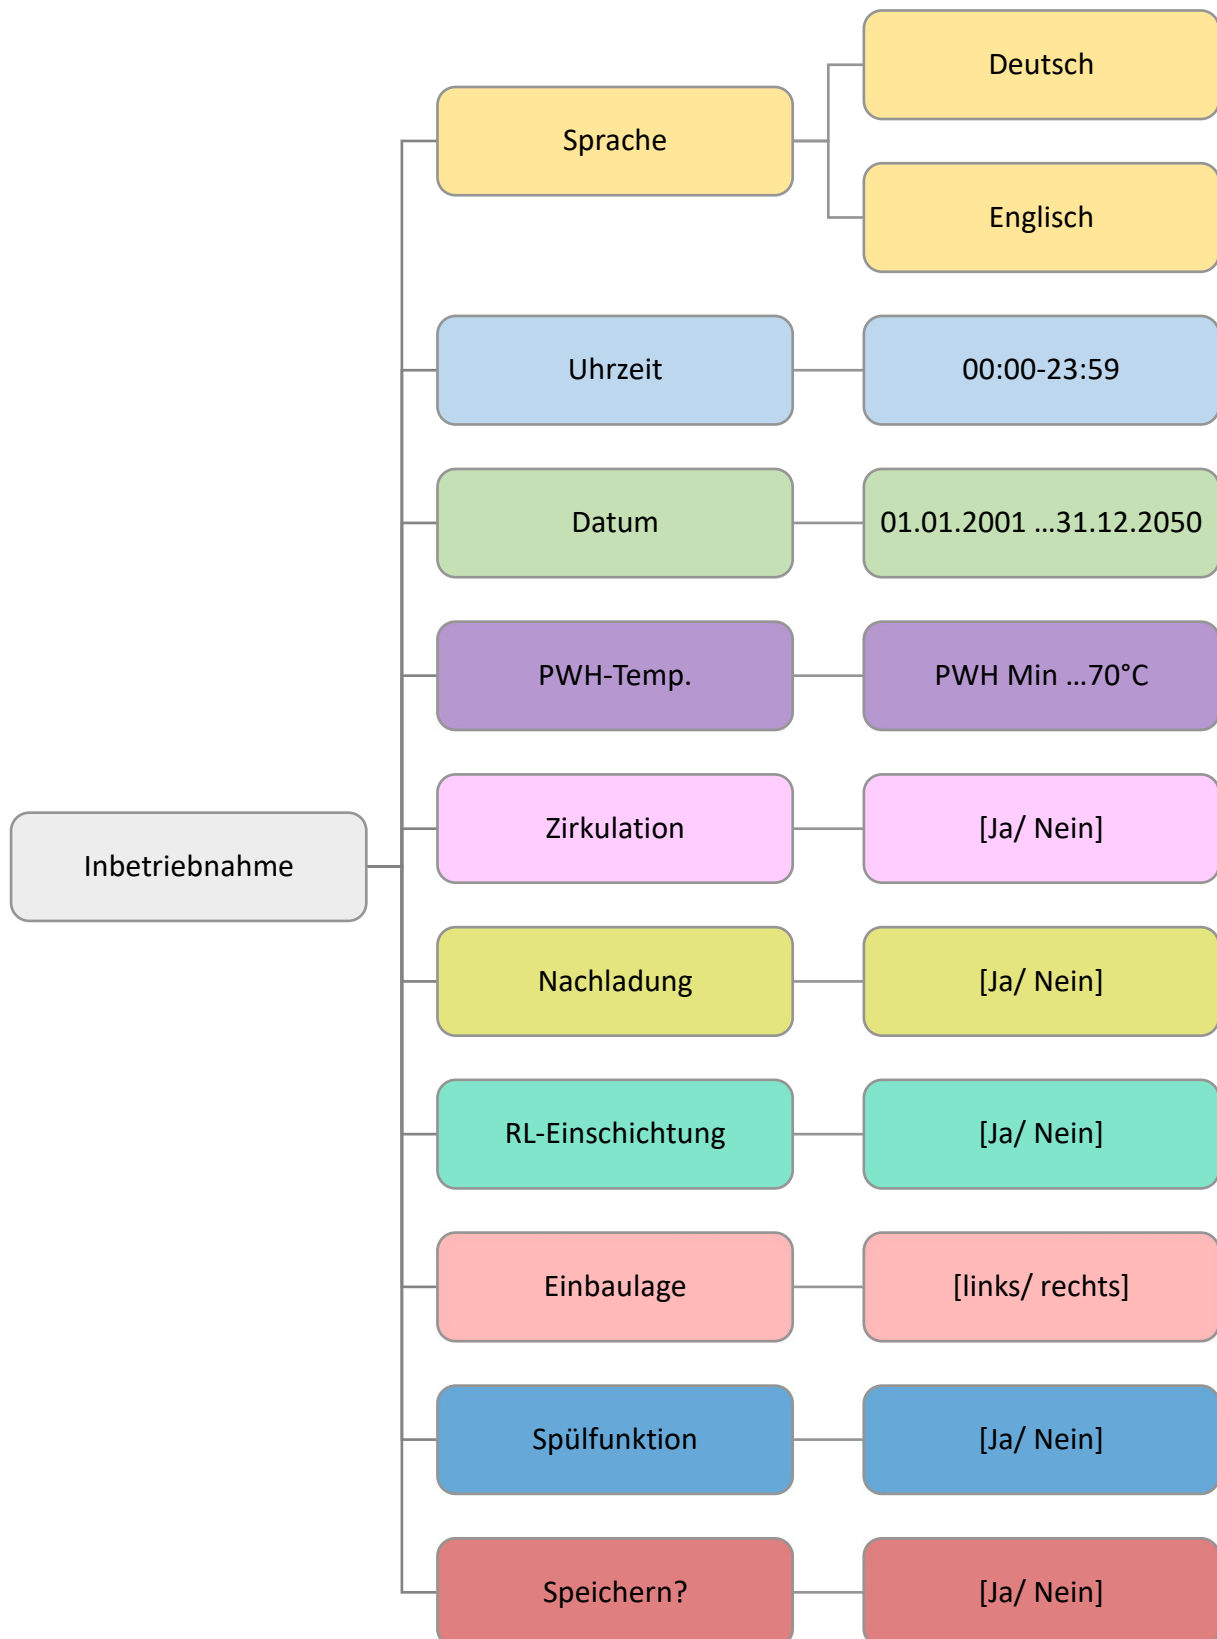 Inbetriebnahme
Sprache
Deutsch
Englisch
Uhrzeit
00:00-23:59
Datum
01.01.2001 ...31.12.2050
PWH-Temp.
PWH Min ...70°C
Zirkulation
[Ja/ Nein]
Nachladung
[Ja/ Nein]
RL-Einschichtung
[Ja/ Nein]
Einbaulage
[links/ rechts]
Spülfunktion
[Ja/ Nein]
Speichern?
[Ja/ Nein]